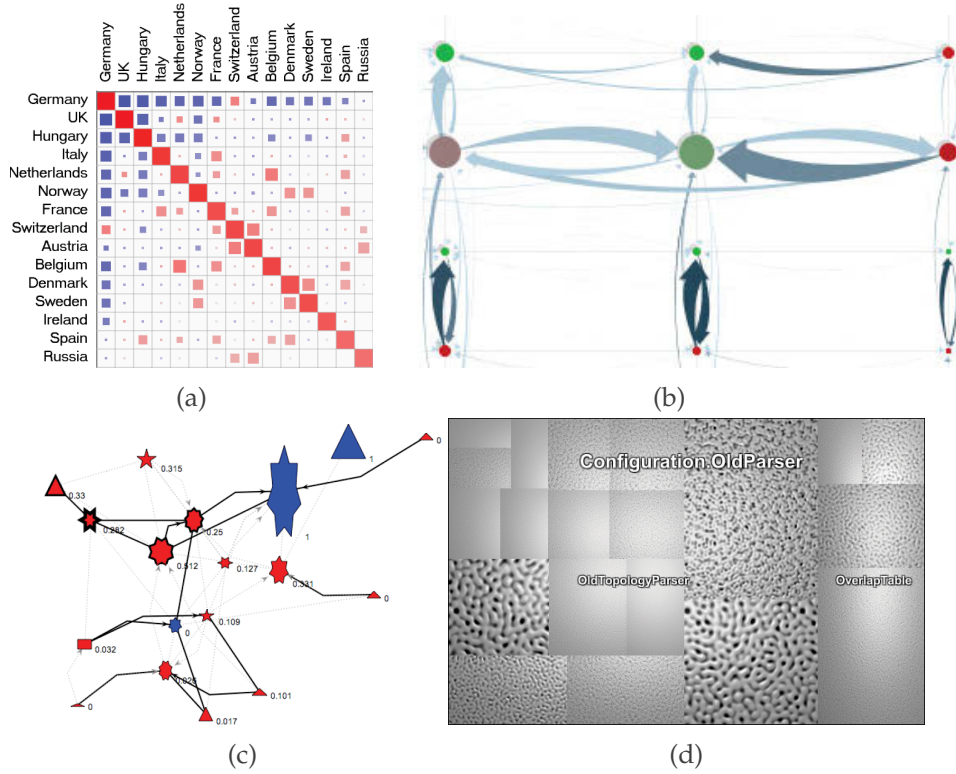 Germany
UK
Hungary
Italy
Netherlands
Norway
France
Switzerland
Austria
Belgium
Denmark
Sweden
Ireland
Spain
Russia
Germany
UK
Hungary
Italy
Netherlands
Norway
France
Switzerland
Austria
Belgium
Denmark
Sweden
Ireland
Spain
Russia
(a)
(b)
0
1
0.315
0.33
0.282
0.25
1
0.512
0.127
0.331
0
0.109
0
0.032
0.028
0.101
0
0.017
(c)
Configuration.OldParser
OldTopologyParser
OverlapTable
(d)